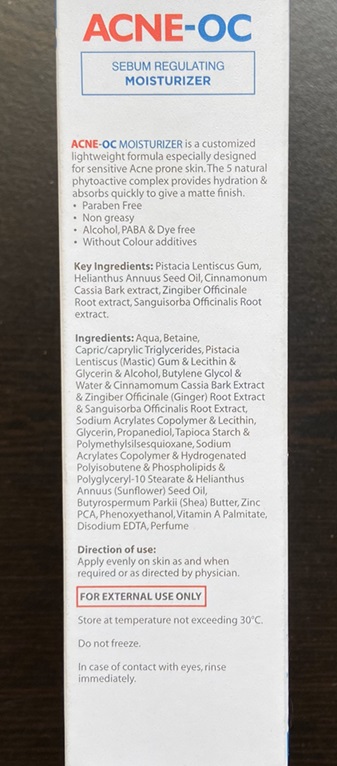 ACNE-OC
SEBUM REGULATING
MOISTURIZER
ACNE-OC MOISTURIZER is a customized
lightweight formula especially designed
for sensitive Acne prone skin. The 5 natural
phytoactive complex provides hydration &
absorbs quickly to give a matte finish.
• Paraben Free
• Non greasy
• Alcohol, PABA & Dye free
• Without Colour additives
Key Ingredients: Pistacia Lentiscus Gum,
Helianthus Annuus Seed Oil, Cinnamonum
Cassia Bark extract, Zingiber Officinale
Root extract, Sanguisorba Officinalis Root
extract.
Ingredients: Aqua, Betaine,
Capric/caprylic Triglycerides, Pistacia
Lentiscus (Mastic) Gum & Lecithin &
Glycerin & Alcohol, Butylene Glycol &
Water & Cinnamomum Cassia Bark Extract
& Zingiber Officinale (Ginger) Root Extract
& Sanguisorba Officinalis Root Extract,
Sodium Acrylates Copolymer & Lecithin,
Glycerin, Propanediol, Tapioca Starch &
Polymethylsilsesquioxane, Sodium
Acrylates Copolymer & Hydrogenated
Polyisobutene & Phospholipids &
Polyglyceryl-10 Stearate & Helianthus
Annuus (Sunflower) Seed Oil,
Butyrospermum Parkii (Shea) Butter, Zinc
PCA, Phenoxyethanol, Vitamin A Palmitate,
Disodium EDTA, Perfume
Direction of use:
Apply evenly on skin as and when
required or as directed by physician.
FOR EXTERNAL USE ONLY
Store at temperature not exceeding 30°C.
Do not freeze.
In case of contact with eyes, rinse
immediately.